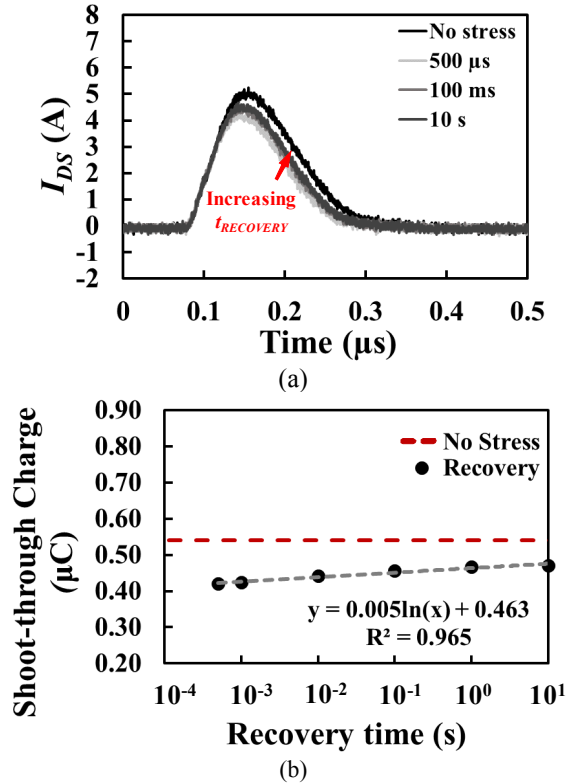 8
7
6
5
4
3
2
1
0
-1
-2
I_DS (A)
No stress
500 µs
100 ms
10 s
Increasing
t_RECOVERY
0 0.1 0.2 0.3 0.4 0.5
Time (µs)
(a)
0.90
0.80
0.70
0.60
0.50
0.40
0.30
0.20
Shoot-through Charge
(µC)
No Stress
Recovery
y = 0.005ln(x) + 0.463
R² = 0.965
10⁻⁴ 10⁻³ 10⁻² 10⁻¹ 10⁰ 10¹
Recovery time (s)
(b)